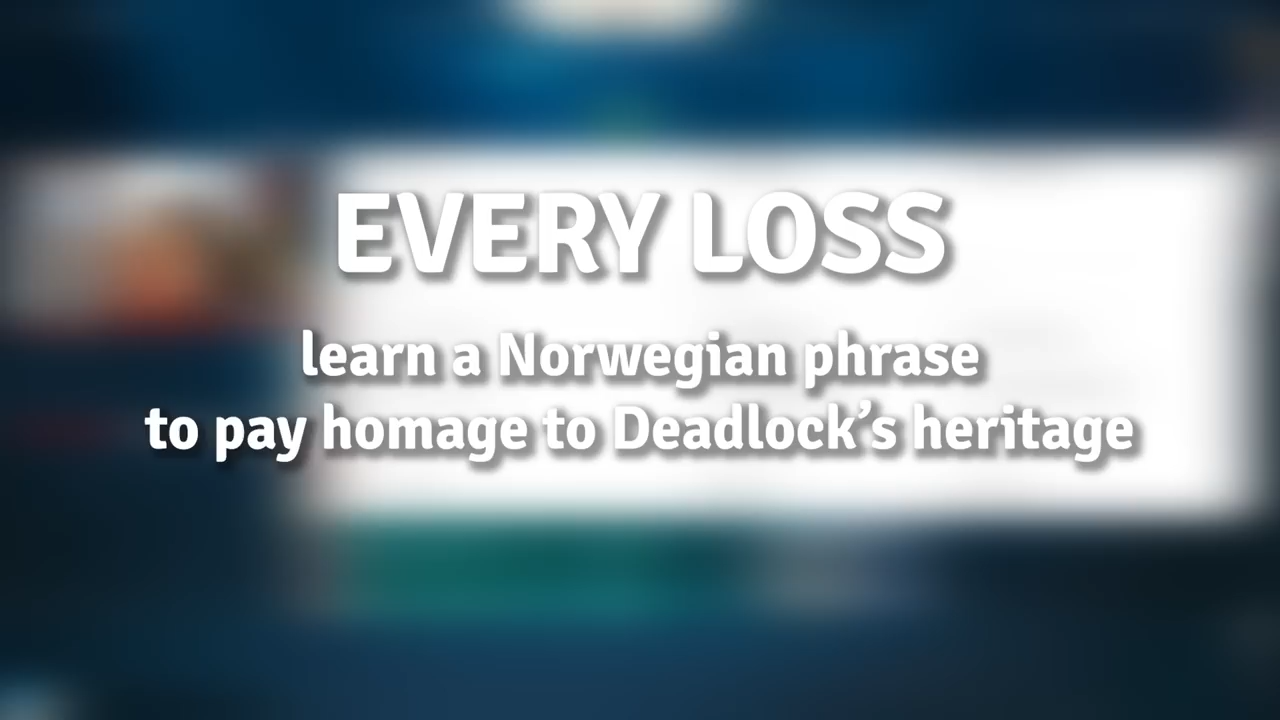 EVERY LOSS
learn a Norwegian phrase
to pay homage to Deadlock’s heritage